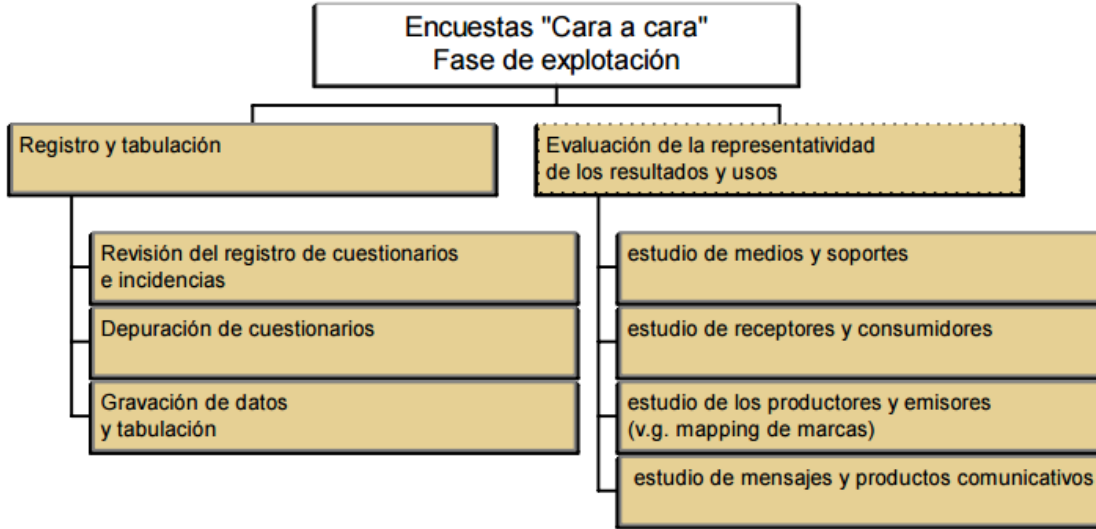 Encuestas "Cara a cara"
Fase de explotación
Registro y tabulación
Revisión del registro de cuestionarios
e incidencias
Depuración de cuestionarios
Gravación de datos
y tabulación
Evaluación de la representatividad
de los resultados y usos
estudio de medios y soportes
estudio de receptores y consumidores
estudio de los productores y emisores
(v.g. mapping de marcas)
estudio de mensajes y productos comunicativos